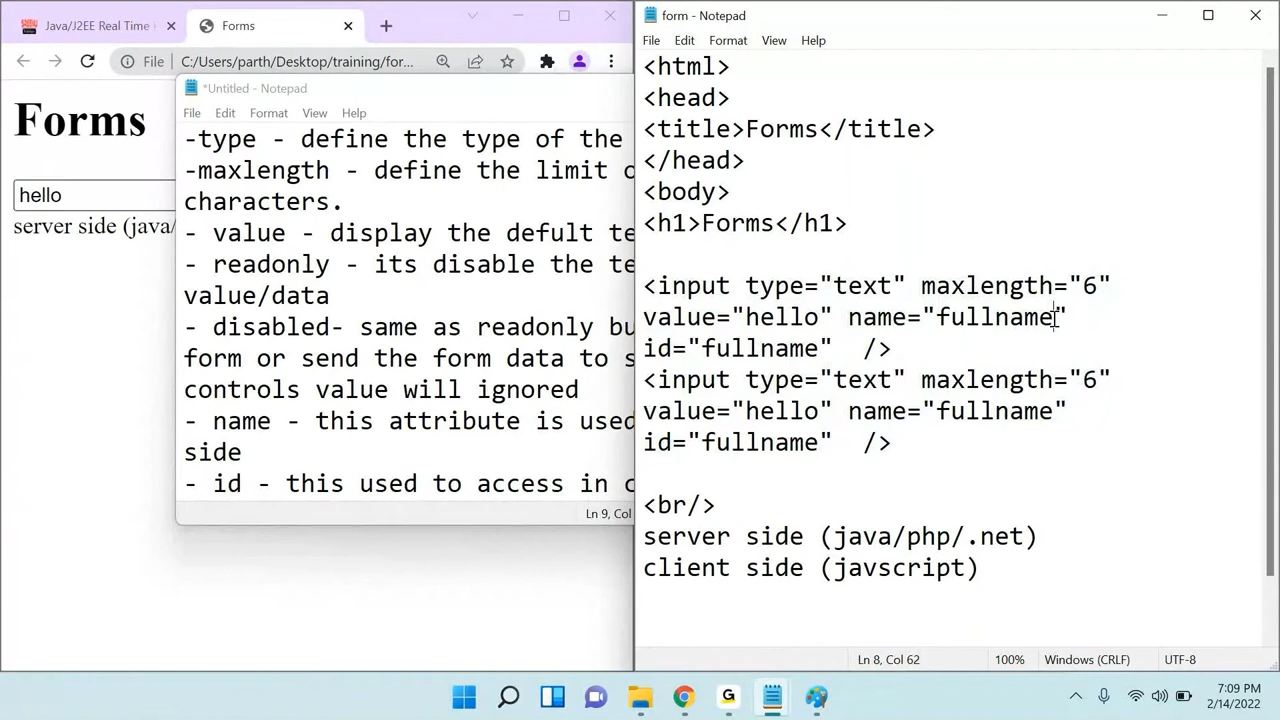 Java/J2EE Real Time
Forms
File
C:/Users/parth/Desktop/training/for...
Forms
hello
server side (java/
*Untitled - Notepad
File Edit Format View Help
-type - define the type of the
-maxlength - define the limit
characters.
- value - display the defult te
- readonly - its disable the te
value/data
- disabled- same as readonly bu
form or send the form data to s
controls value will ignored
- name - this attribute is used
side
- id - this used to access in c
Ln 9, Col
form - Notepad
File Edit Format View Help
<html>
<head>
<title>Forms</title>
</head>
<body>
<h1>Forms</h1>
<input type="text" maxlength="6"
value="hello" name="fullname"
id="fullname"  />
<input type="text" maxlength="6"
value="hello" name="fullname"
id="fullname"  />
<br/>
server side (java/php/.net)
client side (javscript)
Ln 8, Col 62
100%
Windows (CRLF)
UTF-8
G
7:09 PM
2/14/2022